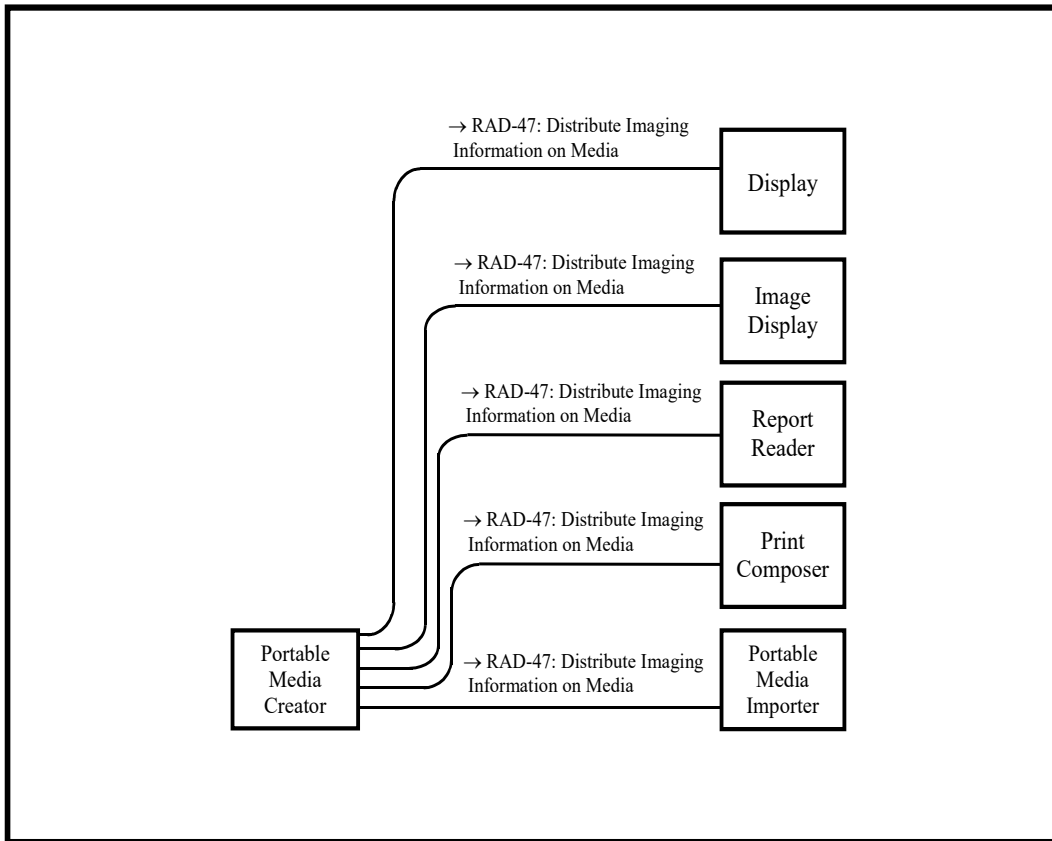 → RAD-47: Distribute Imaging
Information on Media
Display
→ RAD-47: Distribute Imaging
Information on Media
Image
Display
→ RAD-47: Distribute Imaging
Information on Media
Report
Reader
→ RAD-47: Distribute Imaging
Information on Media
Print
Composer
Portable
Media
Creator
→ RAD-47: Distribute Imaging
Information on Media
Portable
Media
Importer